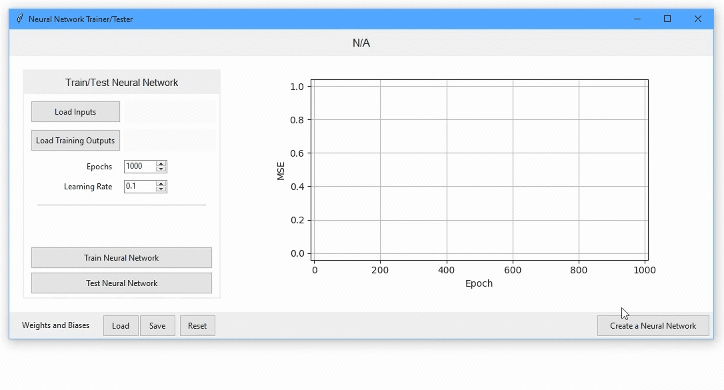 Neural Network Trainer/Tester
N/A
Train/Test Neural Network
Load Inputs
Load Training Outputs
Epochs 1000
Learning Rate 0.1
Train Neural Network
Test Neural Network
MSE
1.0
0.8
0.6
0.4
0.2
0.0
0 200 400 600 800 1000
Epoch
Weights and Biases Load Save Reset Create a Neural Network